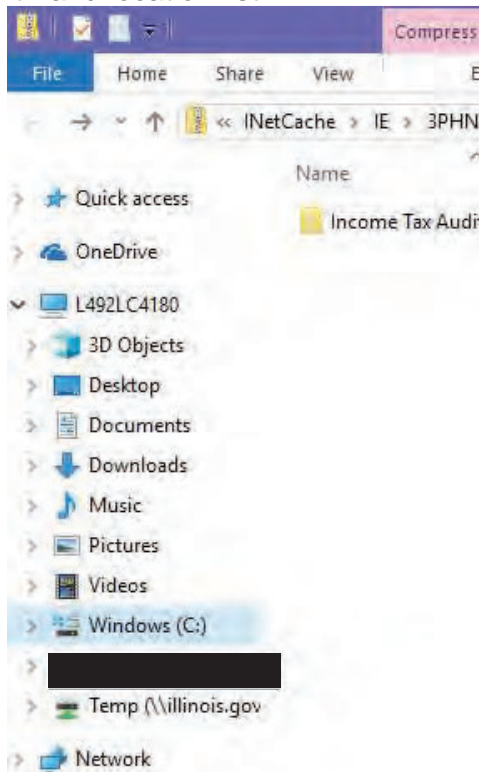 Compress
File Home Share View
« INetCache > IE > 3PHN
Name
Quick access
Income Tax Audi
OneDrive
L492LC4180
3D Objects
Desktop
Documents
Downloads
Music
Pictures
Videos
Windows (C:)
Temp (\\illinois.gov
Network